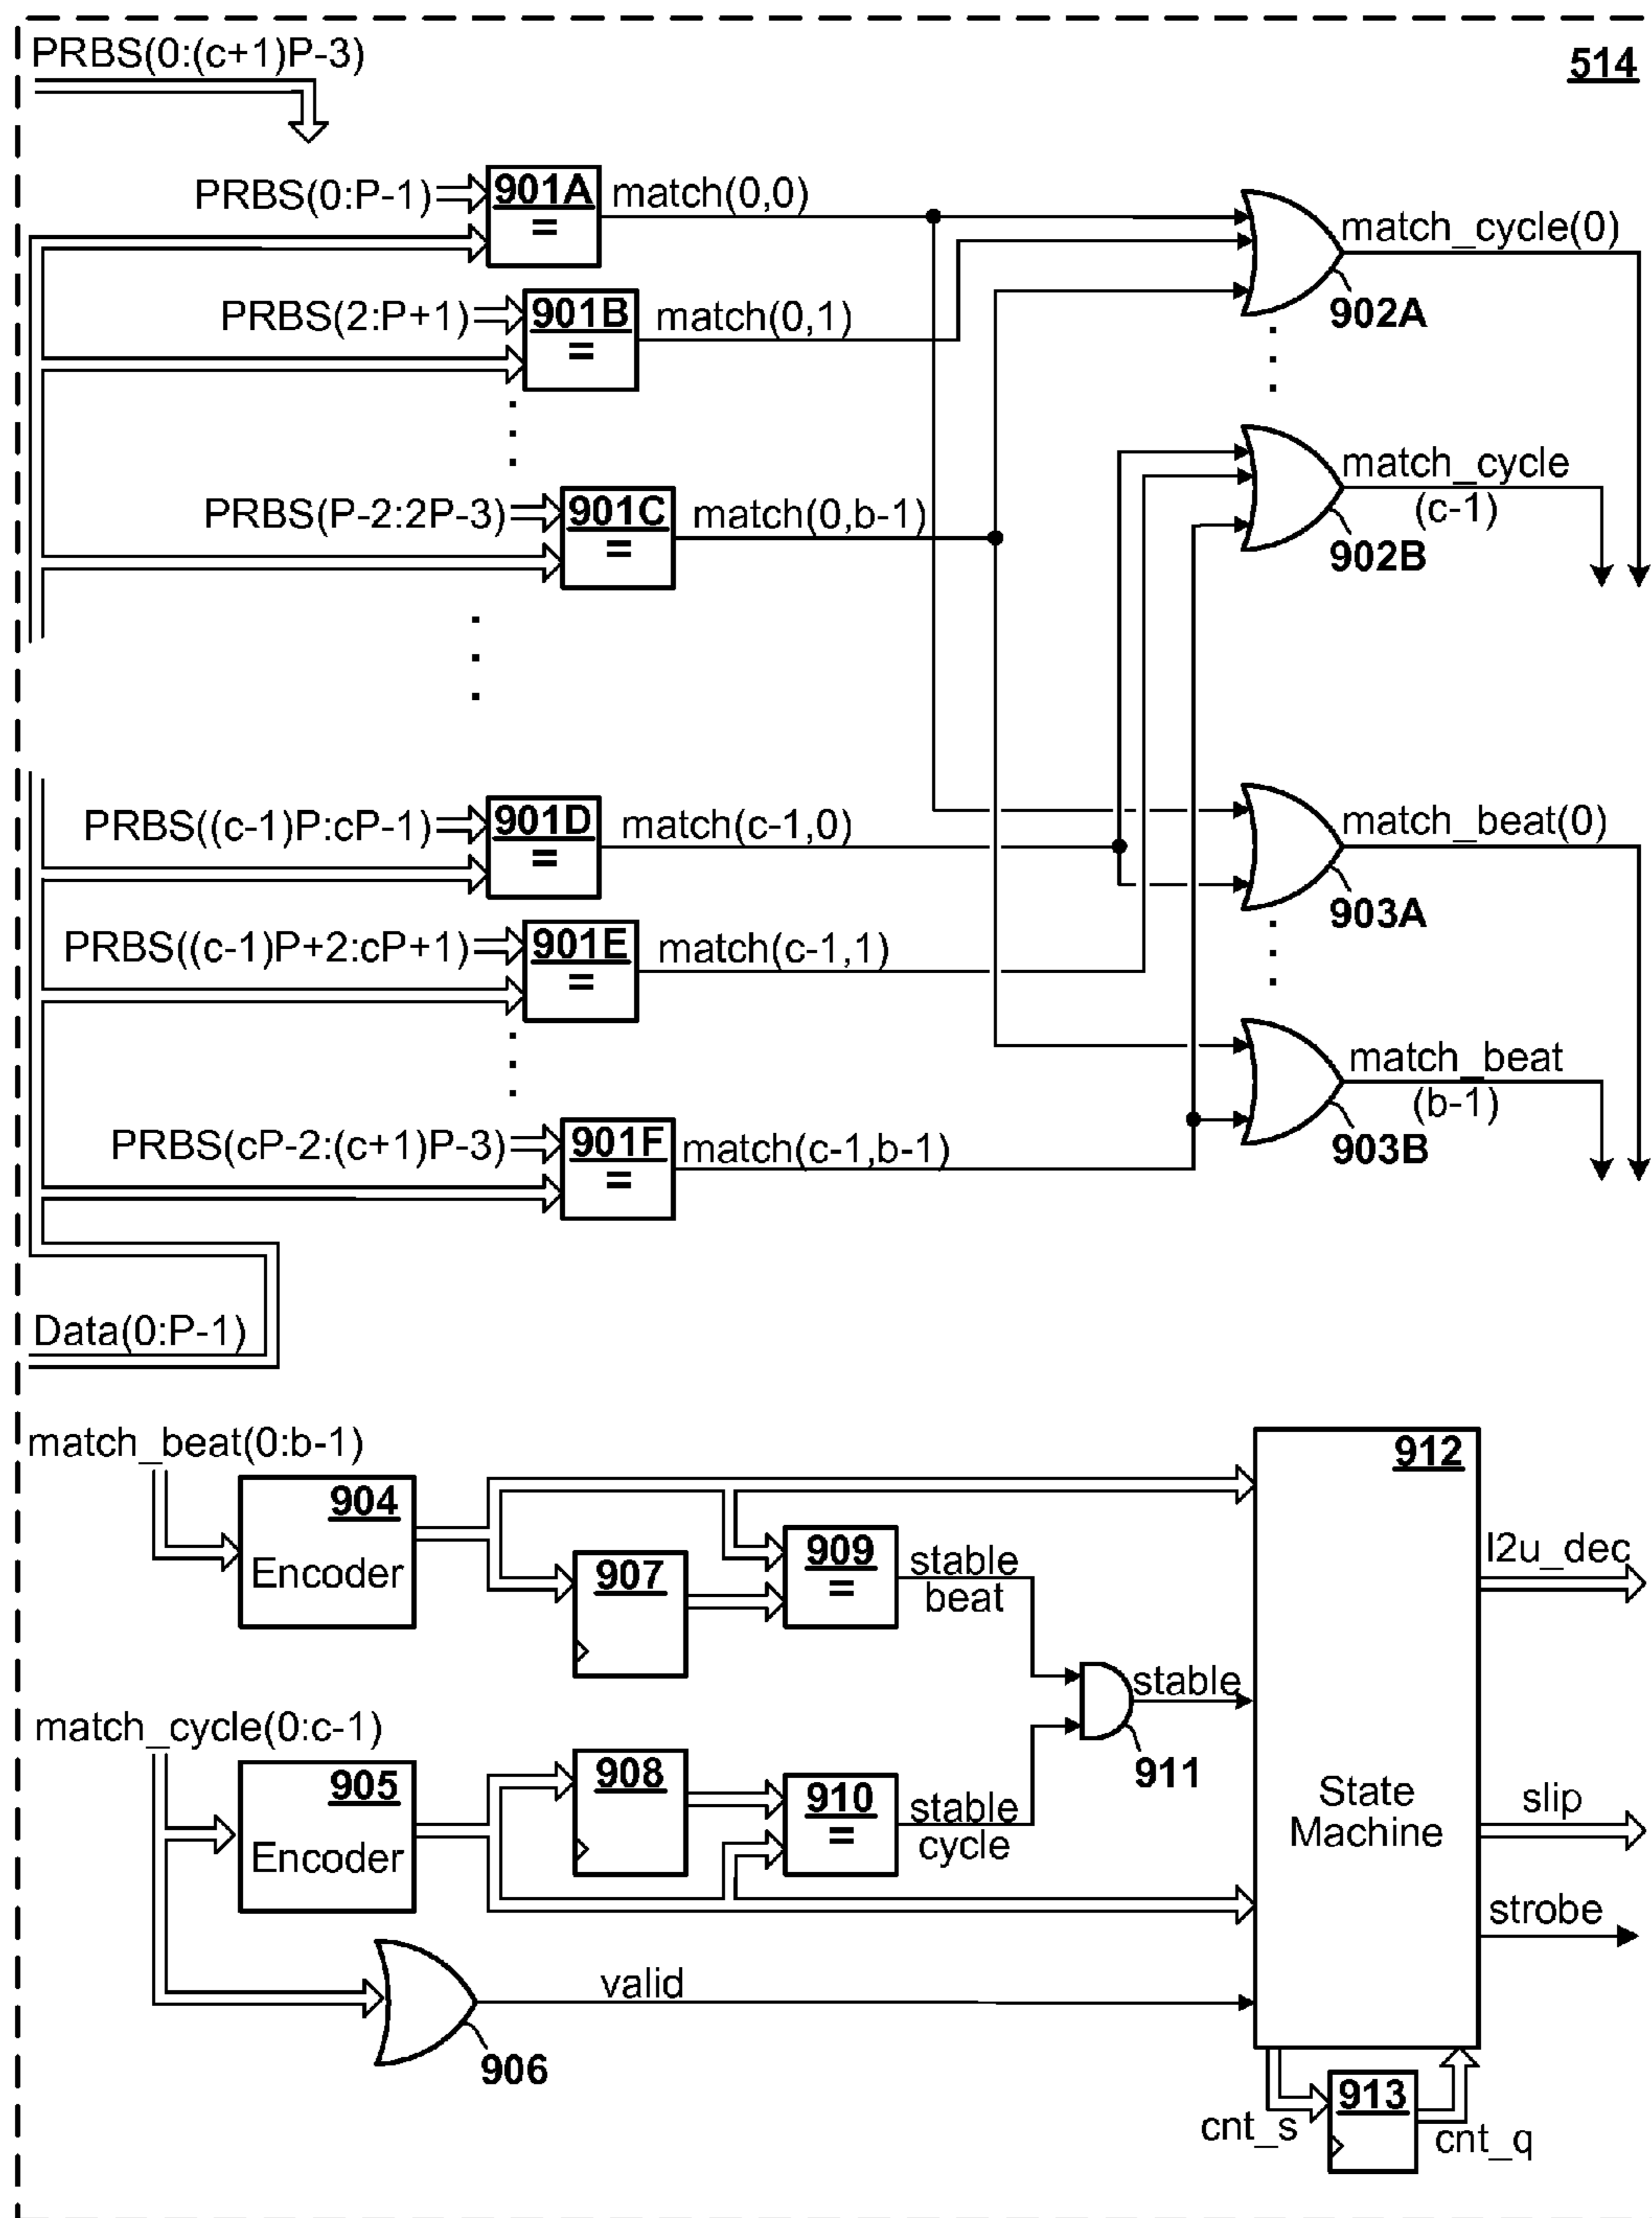 PRBS(0:(c+1)P-3)
514
PRBS(0:P-1)
901A
=
match(0,0)
match_cycle(0)
902A
PRBS(2:P+1)
901B
=
match(0,1)
match_cycle
(c-1)
902B
PRBS(P-2:2P-3)
901C
=
match(0,b-1)
PRBS((c-1)P:cP-1)
901D
=
match(c-1,0)
match_beat(0)
903A
PRBS((c-1)P+2:cP+1)
901E
=
match(c-1,1)
match_beat
(b-1)
903B
PRBS(cP-2:(c+1)P-3)
901F
=
match(c-1,b-1)
Data(0:P-1)
match_beat(0:b-1)
904
Encoder
907
909
=
stable
beat
912
State
Machine
l2u_dec
stable
911
match_cycle(0:c-1)
905
Encoder
908
910
=
stable
cycle
slip
strobe
valid
906
913
cnt_s
cnt_q